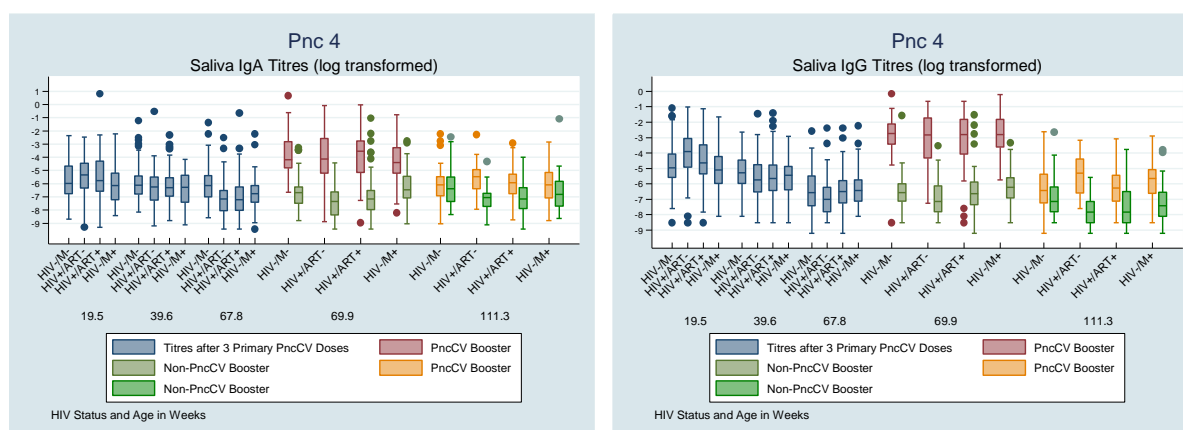 Pnc 4
Saliva IgA Titres (log transformed)
1
0
-1
-2
-3
-4
-5
-6
-7
-8
-9
HIV-/M-
HIV+/ART-
HIV+/ART+
HIV-/M+
HIV-/M-
HIV+/ART-
HIV+/ART+
HIV-/M+
HIV-/M-
HIV+/ART-
HIV+/ART+
HIV-/M+
HIV-/M-
HIV+/ART-
HIV+/ART+
HIV-/M+
HIV-/M-
HIV+/ART-
HIV+/ART+
HIV-/M+
19.5 39.6 67.8 69.9 111.3
Titres after 3 Primary PncCV Doses PncCV Booster
Non-PncCV Booster PncCV Booster
Non-PncCV Booster
HIV Status and Age in Weeks
Pnc 4
Saliva IgG Titres (log transformed)
0
-1
-2
-3
-4
-5
-6
-7
-8
-9
HIV-/M-
HIV+/ART-
HIV+/ART+
HIV-/M+
HIV-/M-
HIV+/ART-
HIV+/ART+
HIV-/M+
HIV-/M-
HIV+/ART-
HIV+/ART+
HIV-/M+
HIV-/M-
HIV+/ART-
HIV+/ART+
HIV-/M+
HIV-/M-
HIV+/ART-
HIV+/ART+
HIV-/M+
19.5 39.6 67.8 69.9 111.3
Titres after 3 Primary PncCV Doses PncCV Booster
Non-PncCV Booster PncCV Booster
Non-PncCV Booster
HIV Status and Age in Weeks